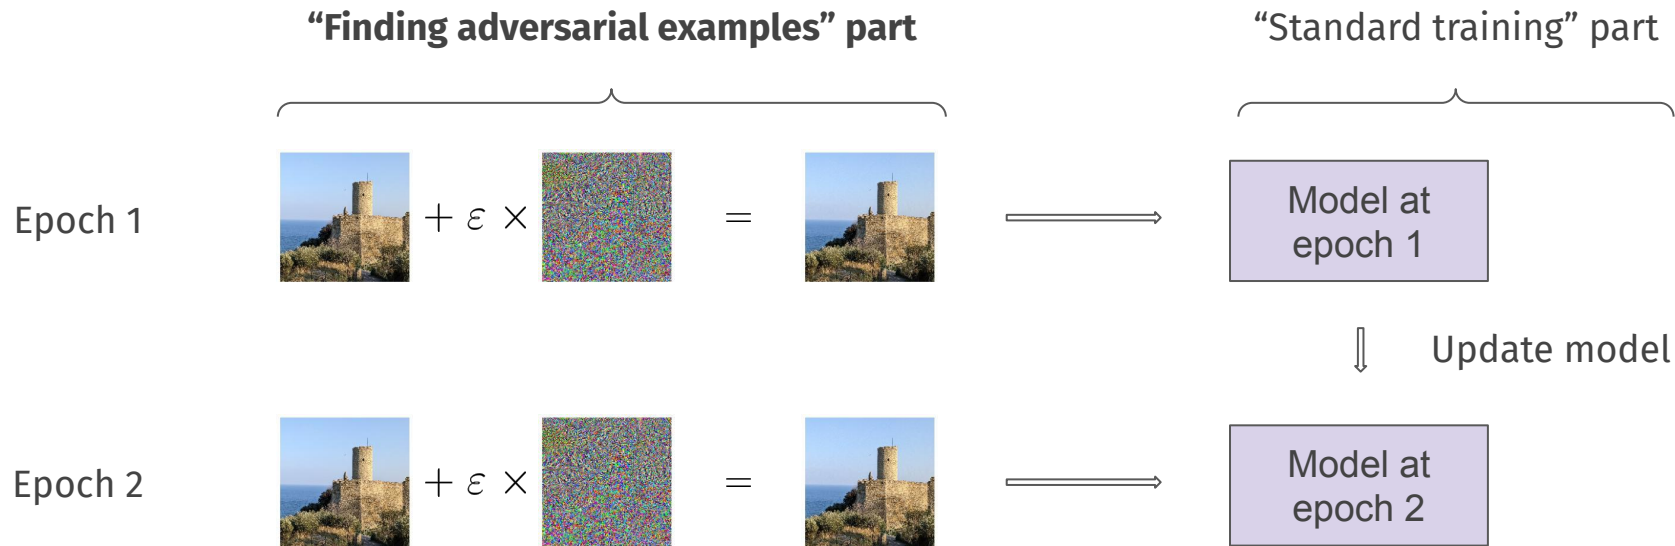 “Finding adversarial examples” part
“Standard training” part
Epoch 1
+ ε ×
=
Model at
epoch 1
Update model
Epoch 2
+ ε ×
=
Model at
epoch 2